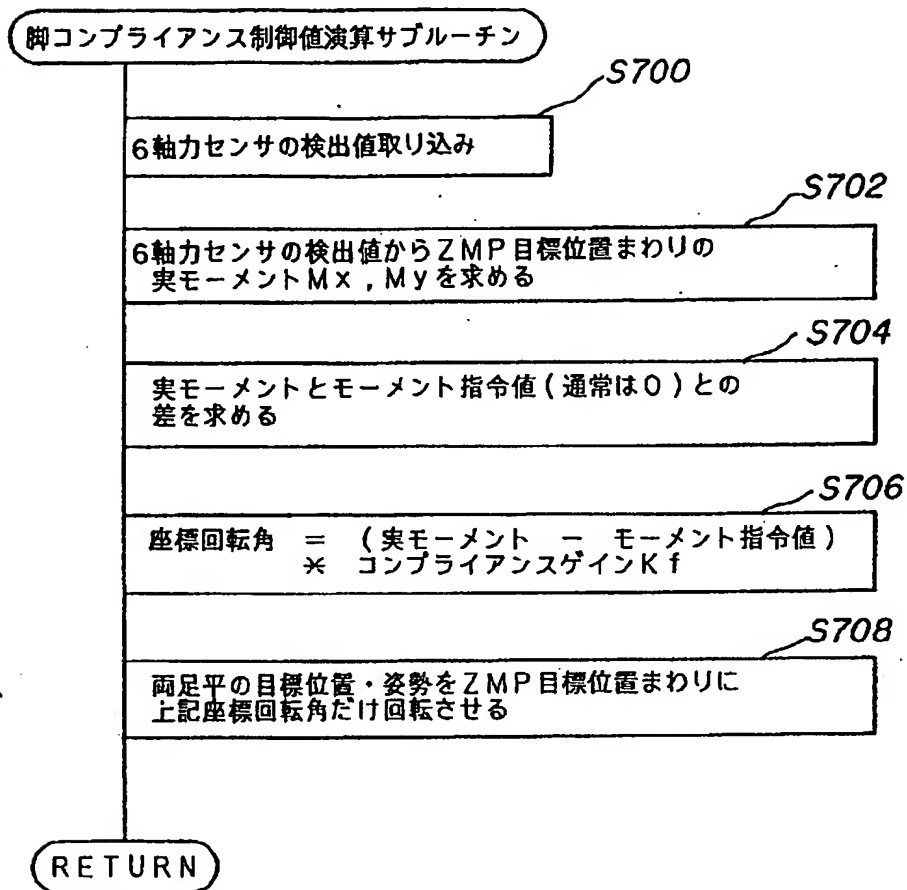 脚コンプライアンス制御値演算サブルーチン
S700
6軸力センサの検出値取り込み
S702
6軸力センサの検出値からZMP目標位置まわりの
実モーメントMx,Myを求める
S704
実モーメントとモーメント指令値(通常は0)との
差を求める
S706
座標回転角 = (実モーメント - モーメント指令値)
* コンプライアンスゲインKf
S708
両足平の目標位置・姿勢をZMP目標位置まわりに
上記座標回転角だけ回転させる
RETURN